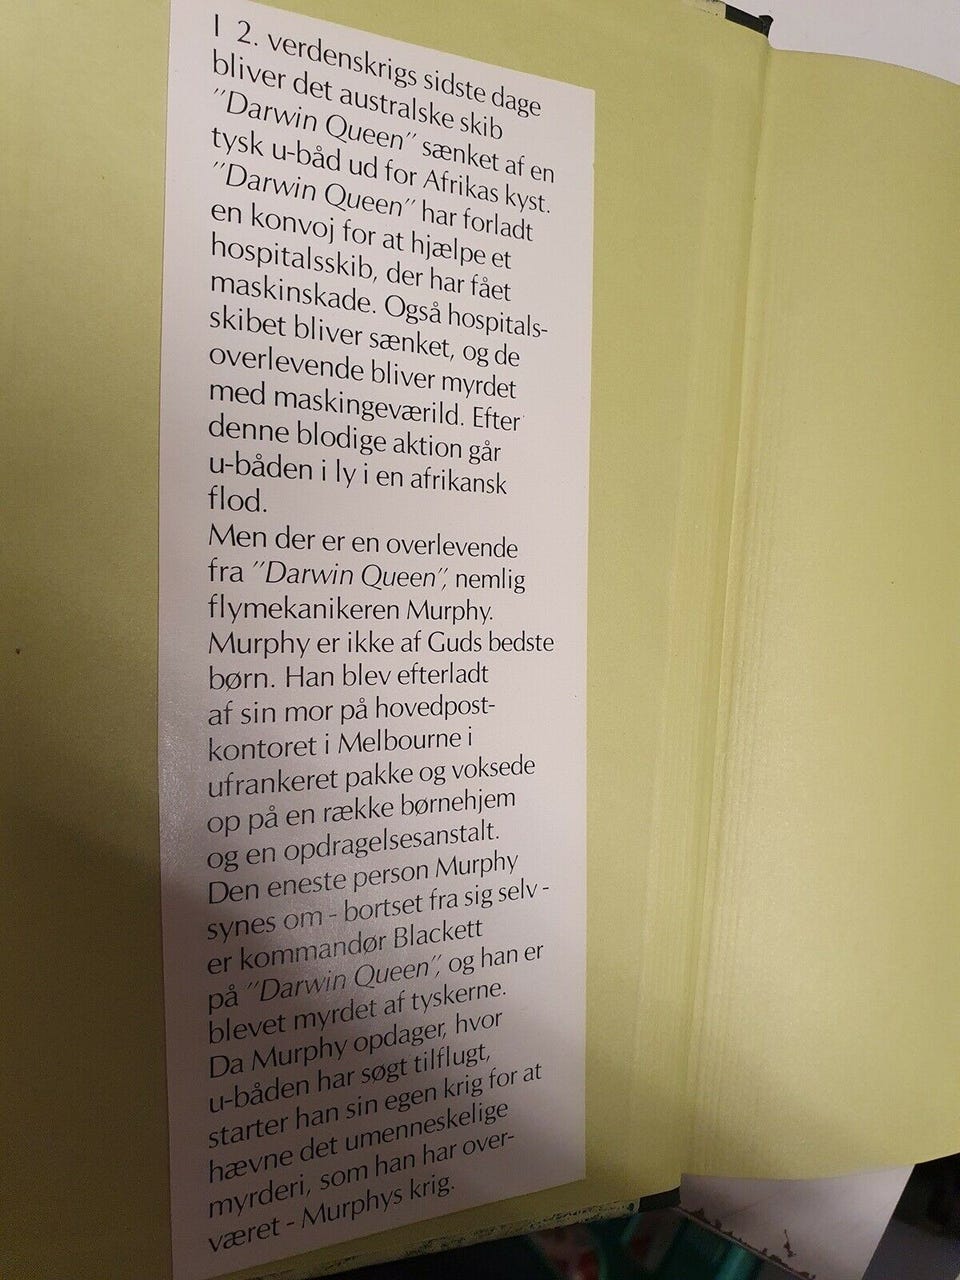 I 2. verdenskrigs sidste dage
bliver det australske skib
"Darwin Queen" sænket af en
tysk u-båd ud for Afrikas kyst.
"Darwin Queen" har forladt
en konvoj for at hjælpe et
hospitalsskib, der har fået
maskinskade. Også hospitals-
skibet bliver sænket, og de
overlevende bliver myrdet
med maskingeværild. Efter
denne blodige aktion går
u-båden i ly i en afrikansk
flod.
Men der er en overlevende
fra "Darwin Queen", nemlig
flymekanikeren Murphy.
Murphy er ikke af Guds bedste
børn. Han blev efterladt
af sin mor på hovedpost-
kontoret i Melbourne i
ufrankeret pakke og voksede
op på en række børnehjem
og en opdragelsesanstalt.
Den eneste person Murphy
synes om - bortset fra sig selv -
er kommandør Blackett
på "Darwin Queen", og han er
blevet myrdet af tyskerne.
Da Murphy opdager, hvor
u-båden har søgt tilflugt,
starter han sin egen krig for at
hævne det umenneskelige
myrderi, som han har over-
været - Murphys krig.